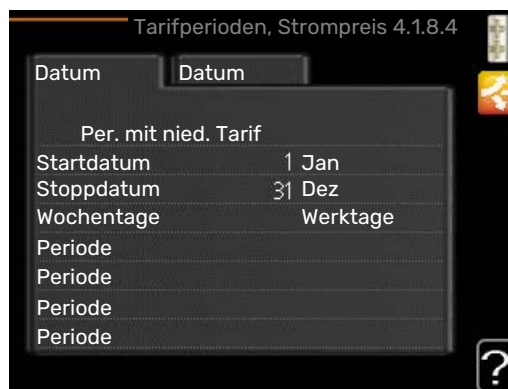 Tarifperioden, Strompreis 4.1.8.4
Datum Datum
Per. mit nied. Tarif
Startdatum 1 Jan
Stoppdatum 31 Dez
Wochentage Werktage
Periode
Periode
Periode
Periode
?